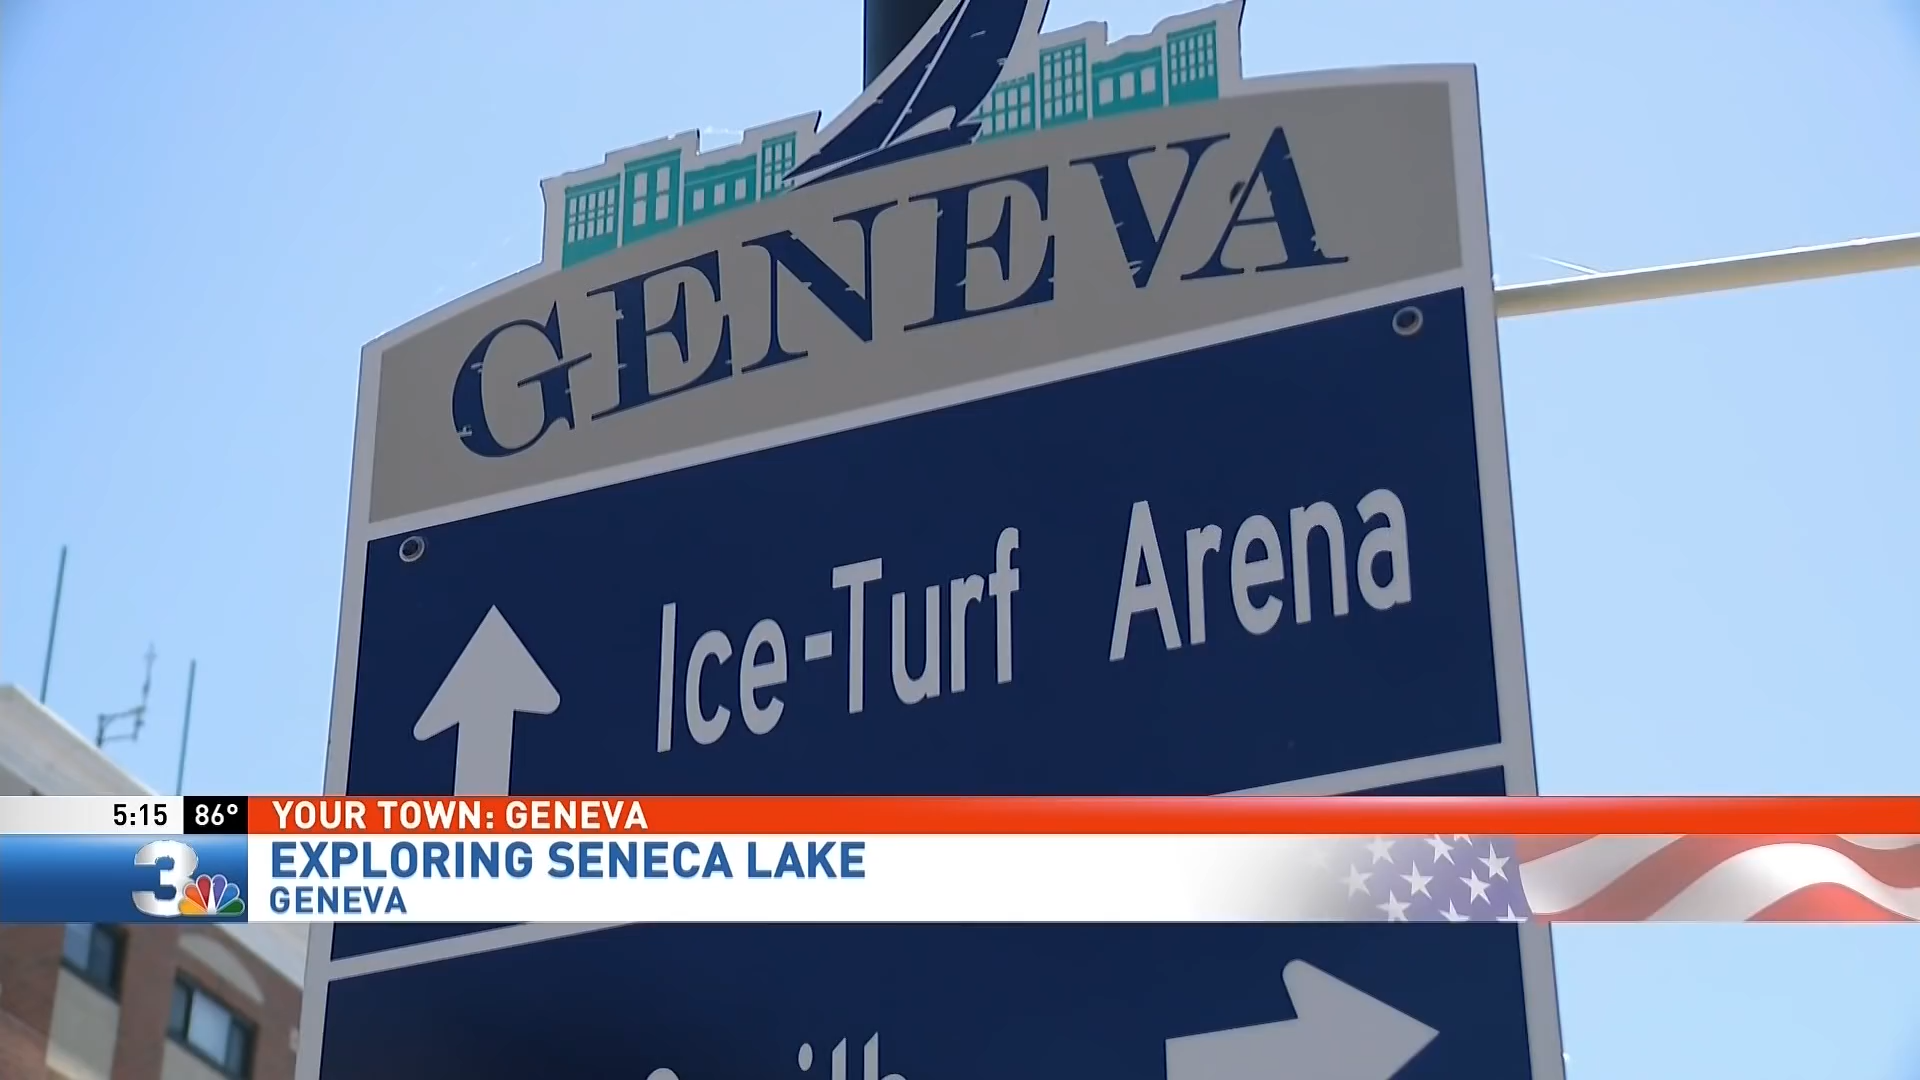 GENEVA
Ice-Turf Arena
5:15 86° YOUR TOWN: GENEVA
3 EXPLORING SENECA LAKE
GENEVA